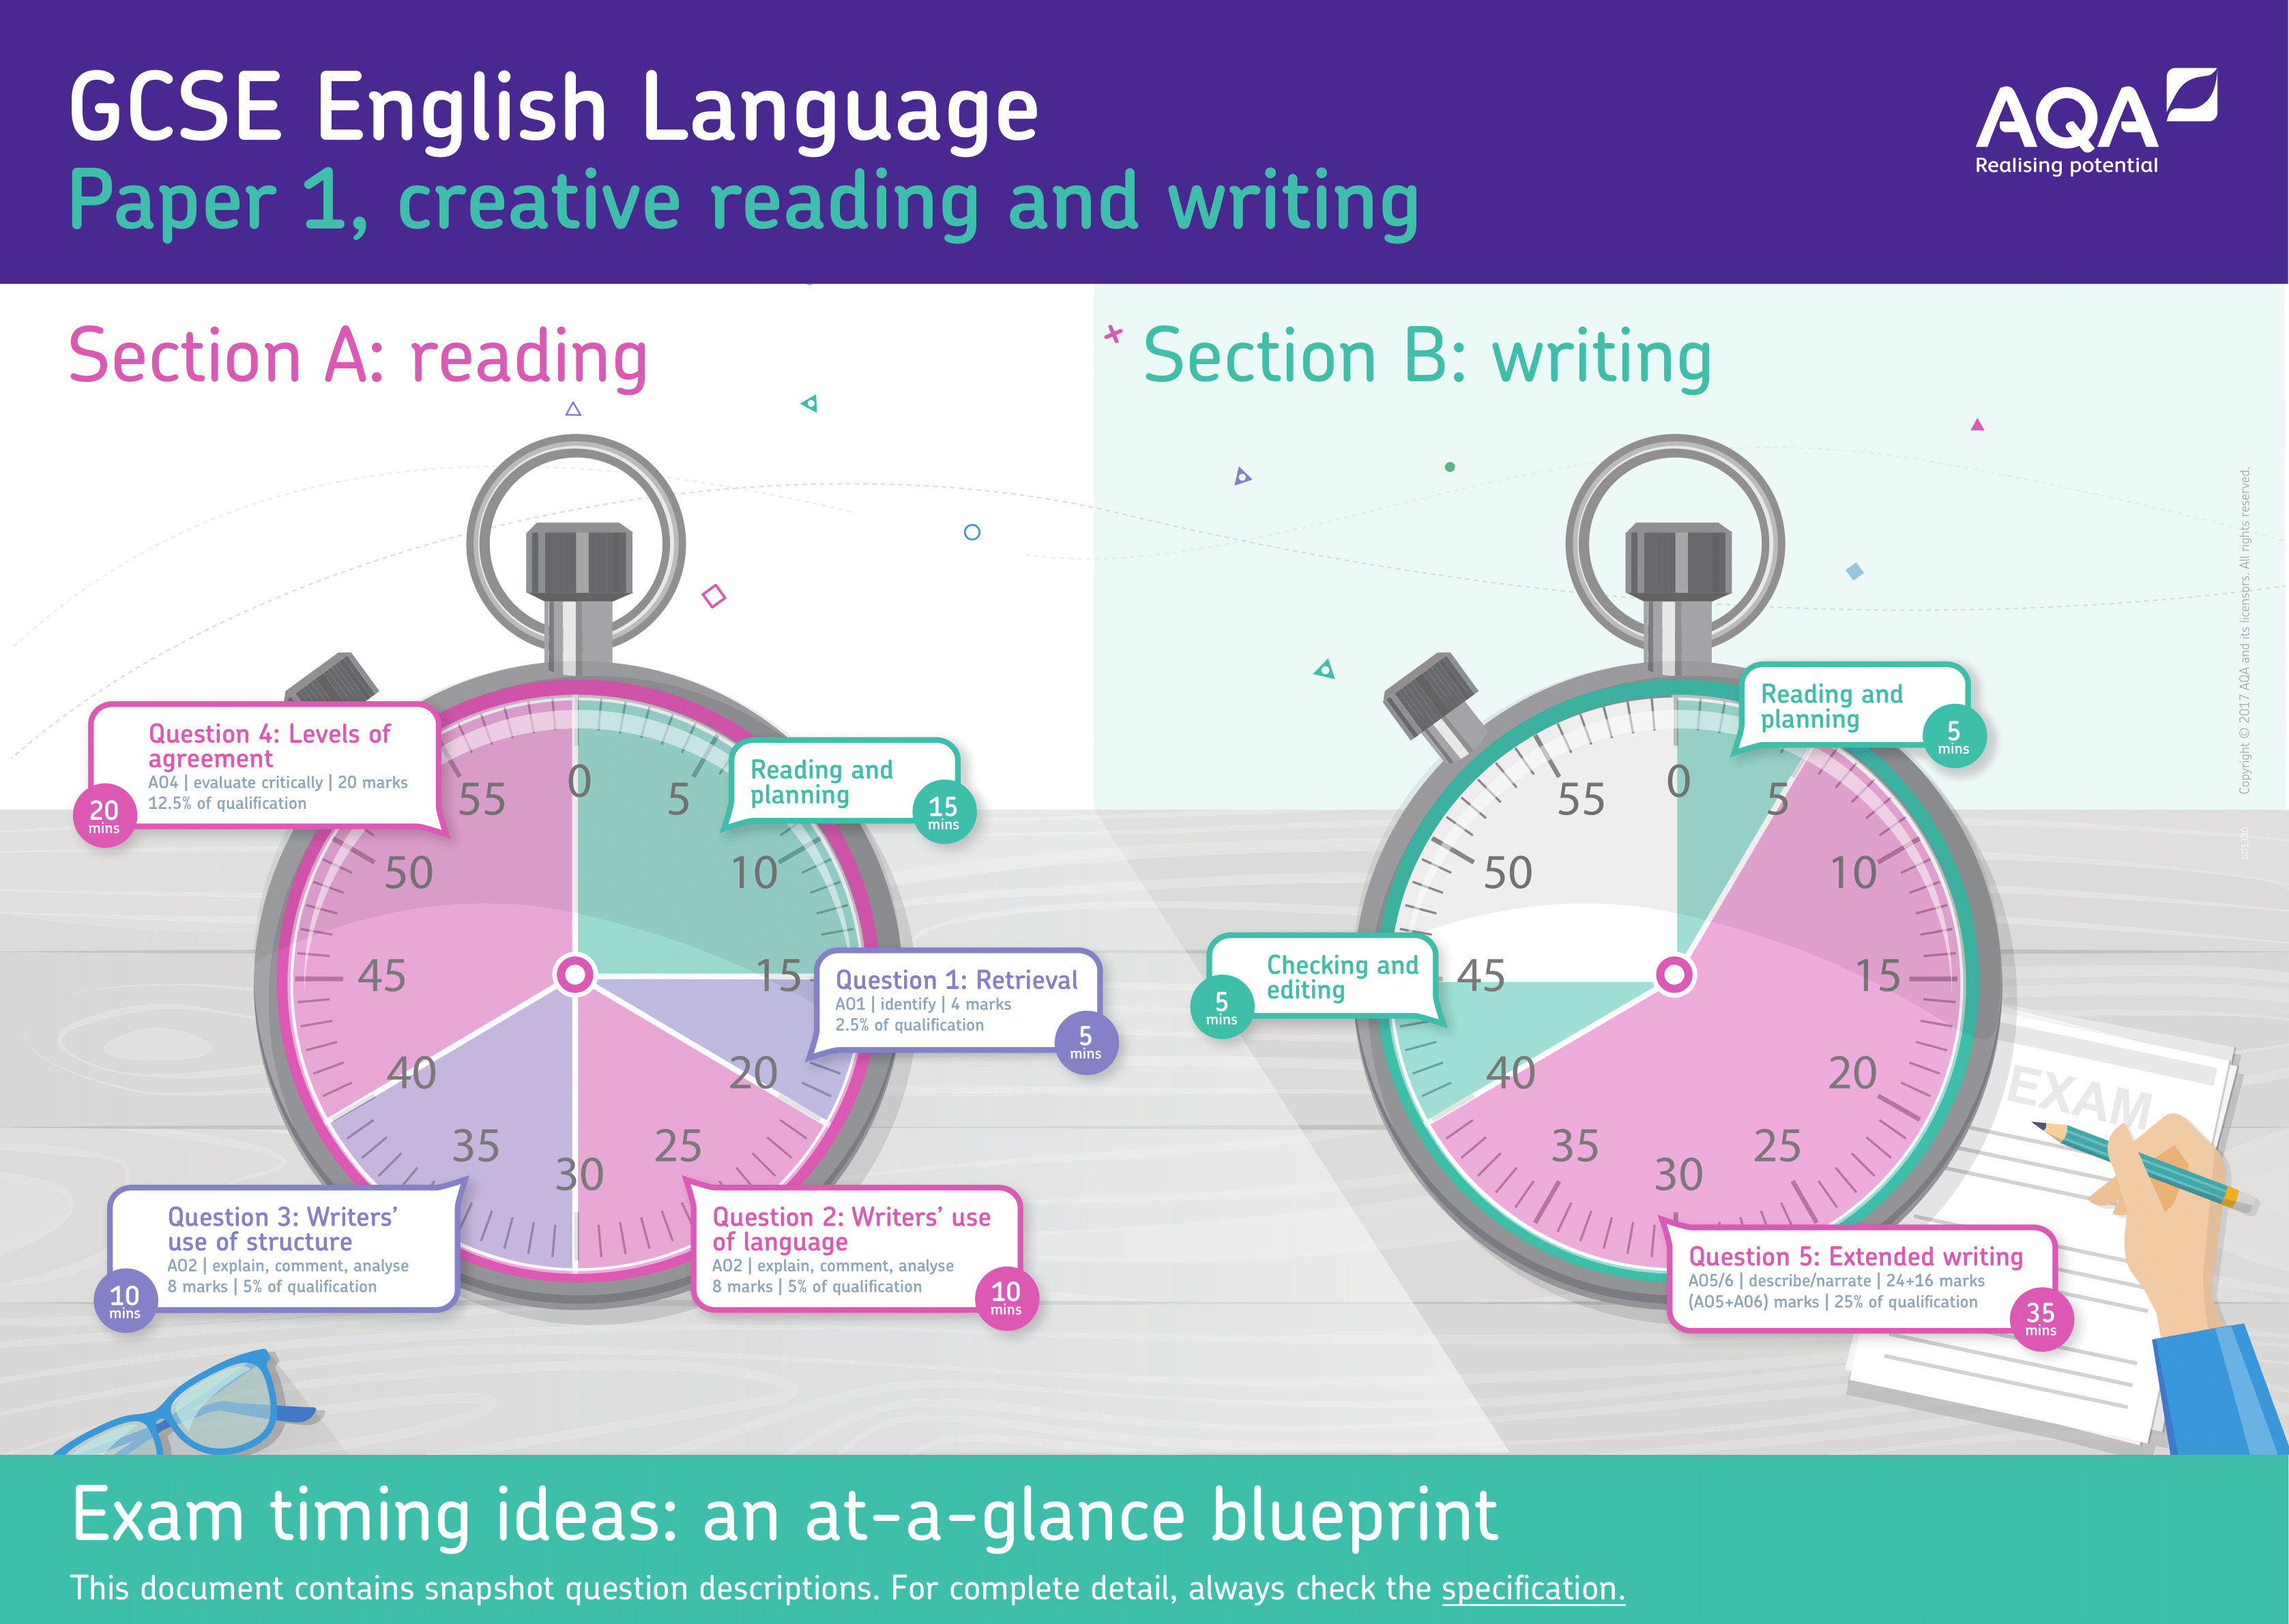 GCSE English Language
Paper 1, creative reading and writing
AQA
Realising potential
Section A: reading
Question 4: Levels of
agreement
AO4 | evaluate critically | 20 marks
12.5% of qualification
20
mins
Reading and
planning
15
mins
Question 1: Retrieval
AO1 | identify | 4 marks
2.5% of qualification
5
mins
Question 3: Writers’
use of structure
AO2 | explain, comment, analyse
8 marks | 5% of qualification
10
mins
Question 2: Writers’ use
of language
AO2 | explain, comment, analyse
8 marks | 5% of qualification
10
mins
0
5
10
15
20
25
30
35
40
45
50
55
Section B: writing
Reading and
planning
5
mins
Checking and
editing
5
mins
Question 5: Extended writing
AO5/6 | describe/narrate | 24+16 marks
(AO5+AO6) marks | 25% of qualification
35
mins
0
5
10
15
20
25
30
35
40
45
50
55
EXAM
Copyright © 2017 AQA and its licensors. All rights reserved.
Exam timing ideas: an at-a-glance blueprint
This document contains snapshot question descriptions. For complete detail, always check the specification.